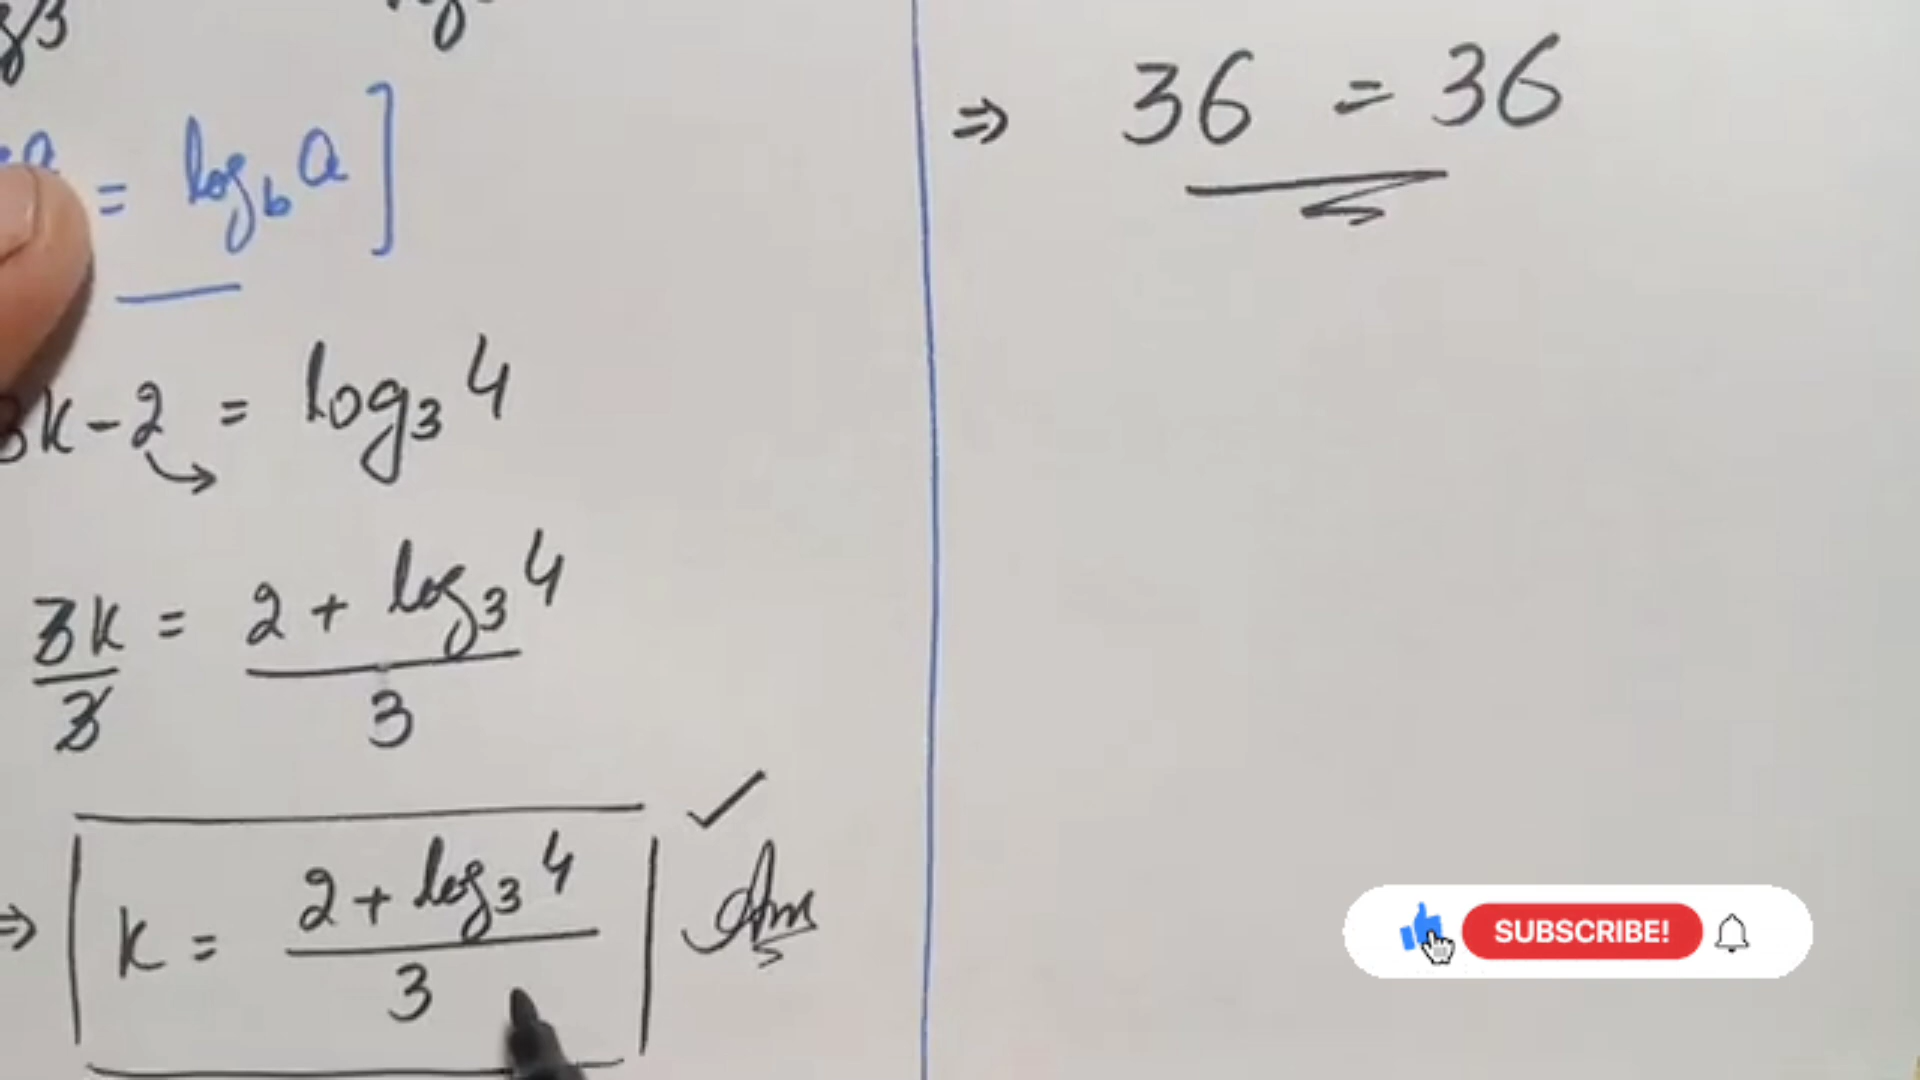 = log_b a ]
3k - 2 = log_3 4
3k/3 = (2 + log_3 4)/3
⇒ k = (2 + log_3 4)/3 ✓ Ans
⇒ 36 = 36
SUBSCRIBE!